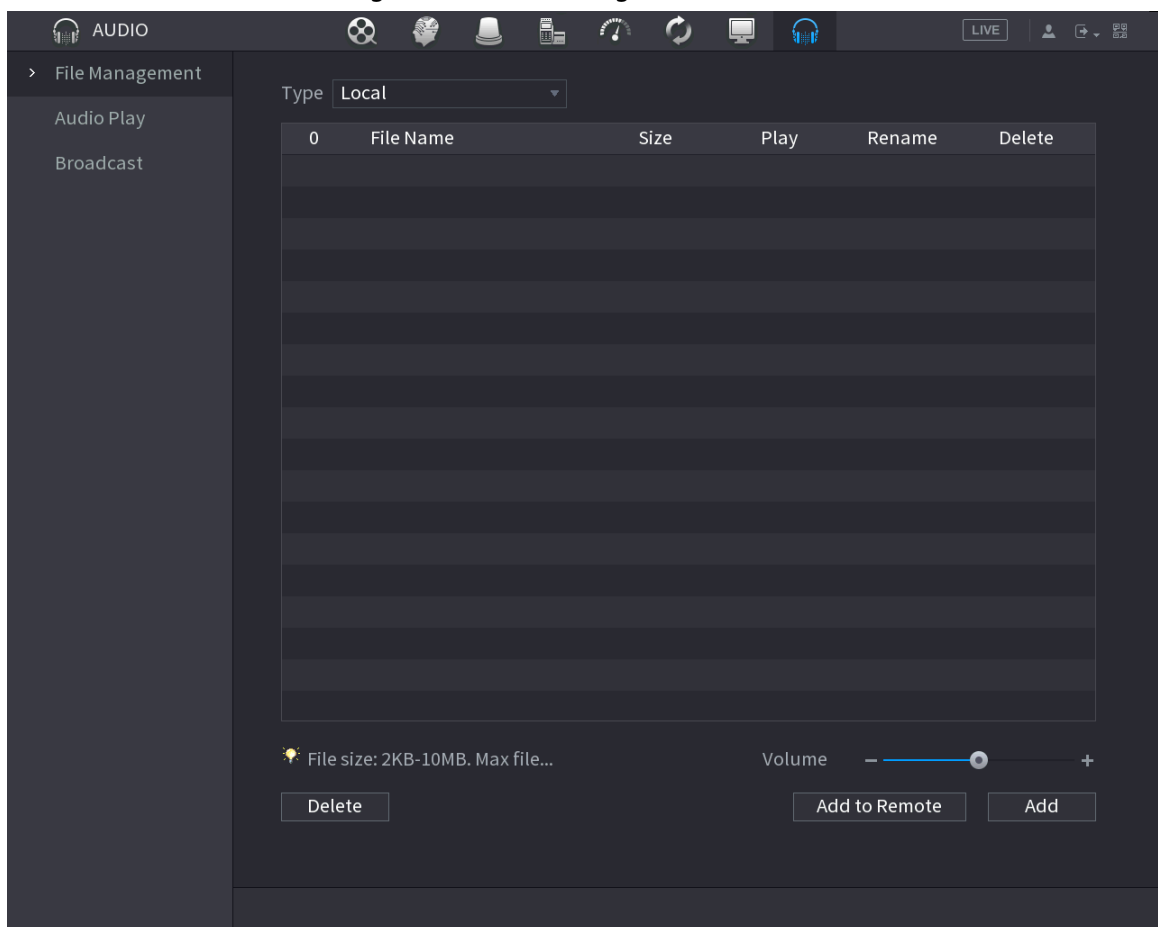 AUDIO
LIVE
File Management
Audio Play
Broadcast
Type Local
0 File Name Size Play Rename Delete
File size: 2KB-10MB. Max file...
Volume
Delete
Add to Remote
Add